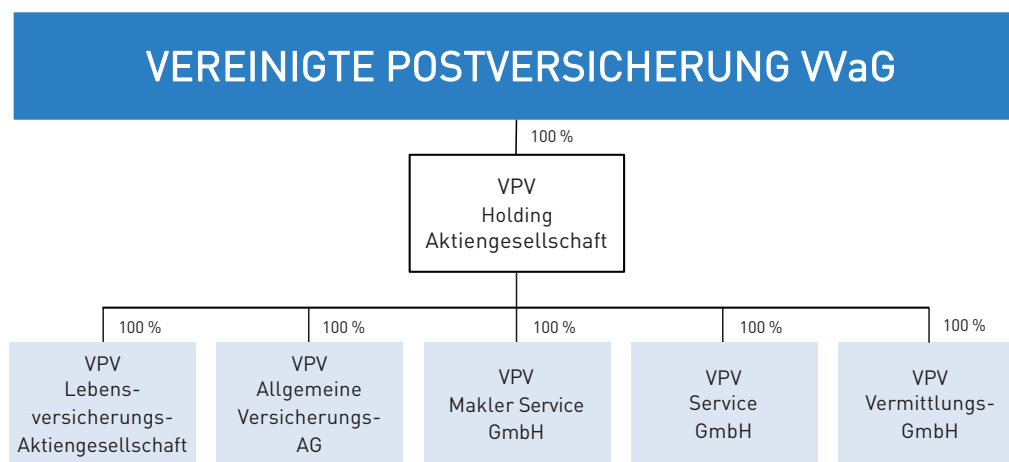 VEREINIGTE POSTVERSICHERUNG VVaG
100 %
VPV
Holding
Aktiengesellschaft
100 %
100 %
100 %
100 %
100 %
VPV
Lebens-
versicherungs-
Aktiengesellschaft
VPV
Allgemeine
Versicherungs-
AG
VPV
Makler Service
GmbH
VPV
Service
GmbH
VPV
Vermittlungs-
GmbH